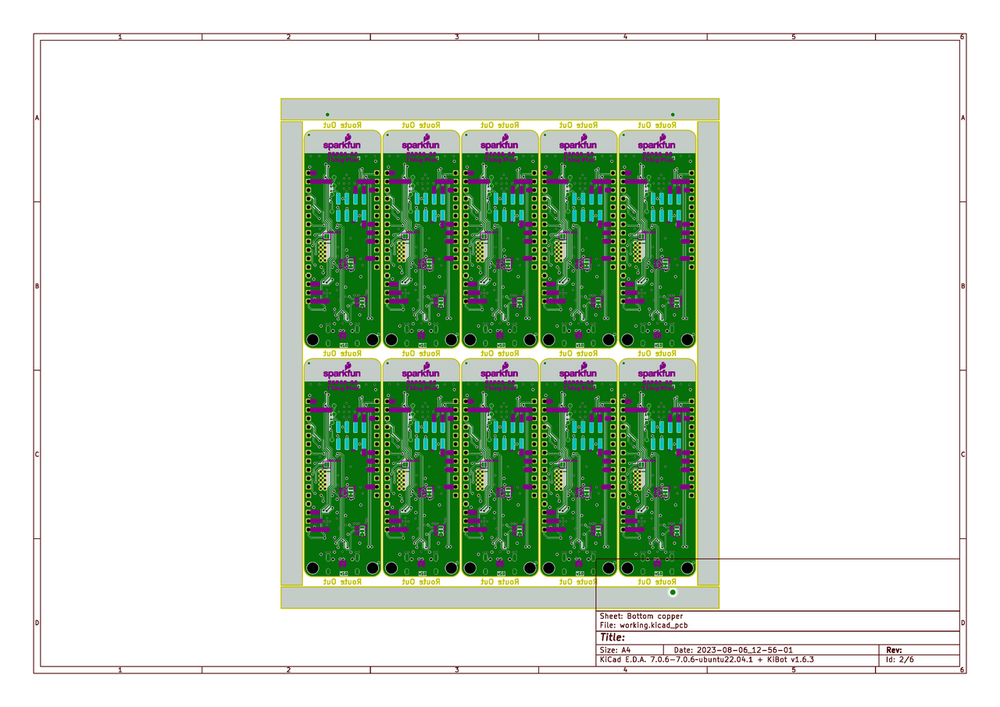 1 2 3 4 5 6
A A
Route Out Route Out Route Out Route Out Route Out
sparkfun sparkfun sparkfun sparkfun sparkfun
B B
Route Out Route Out Route Out Route Out Route Out
sparkfun sparkfun sparkfun sparkfun sparkfun
C C
Route Out Route Out Route Out Route Out Route Out
Sheet: Bottom copper
D D
File: working.kicad_pcb
Title:
Size: A4 Date: 2023-08-06_12-56-01 Rev:
KiCad E.D.A. 7.0.6-7.0.6-ubuntu22.04.1 + KiBot v1.6.3 Id: 2/6
1 2 3 4 5 6